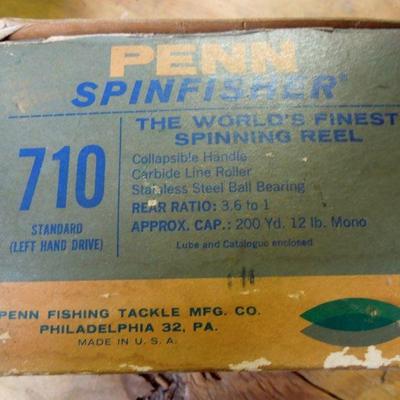 PENN
SPINFISHER®
THE WORLD'S FINEST
SPINNING REEL
710
STANDARD
(LEFT HAND DRIVE)
Collapsible Handle
Carbide Line Roller
Stainless Steel Ball Bearing
REAR RATIO: 3.6 to 1
APPROX. CAP.: 200 Yd. 12 lb. Mono
Lube and Catalogue enclosed
PENN FISHING TACKLE MFG. CO.
PHILADELPHIA 32, PA.
MADE IN U.S.A.